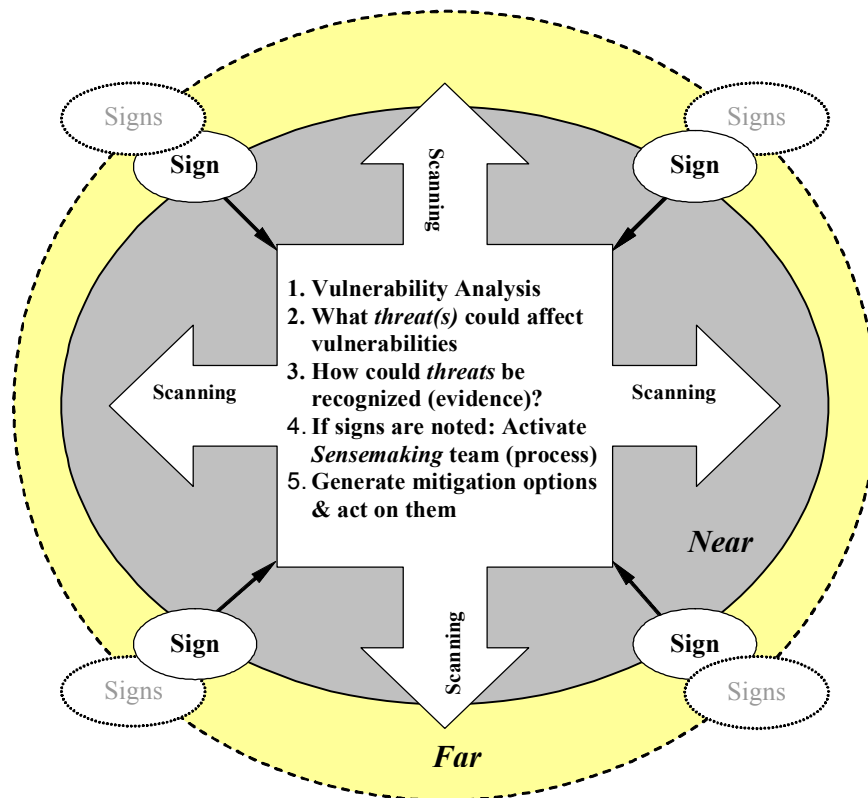 Signs
Signs
Sign
Sign
Scanning
1. Vulnerability Analysis
2. What threat(s) could affect
vulnerabilities
3. How could threats be
recognized (evidence)?
4. If signs are noted: Activate
Sensemaking team (process)
5. Generate mitigation options
& act on them
Scanning
Scanning
Near
Sign
Sign
Scanning
Signs
Signs
Far